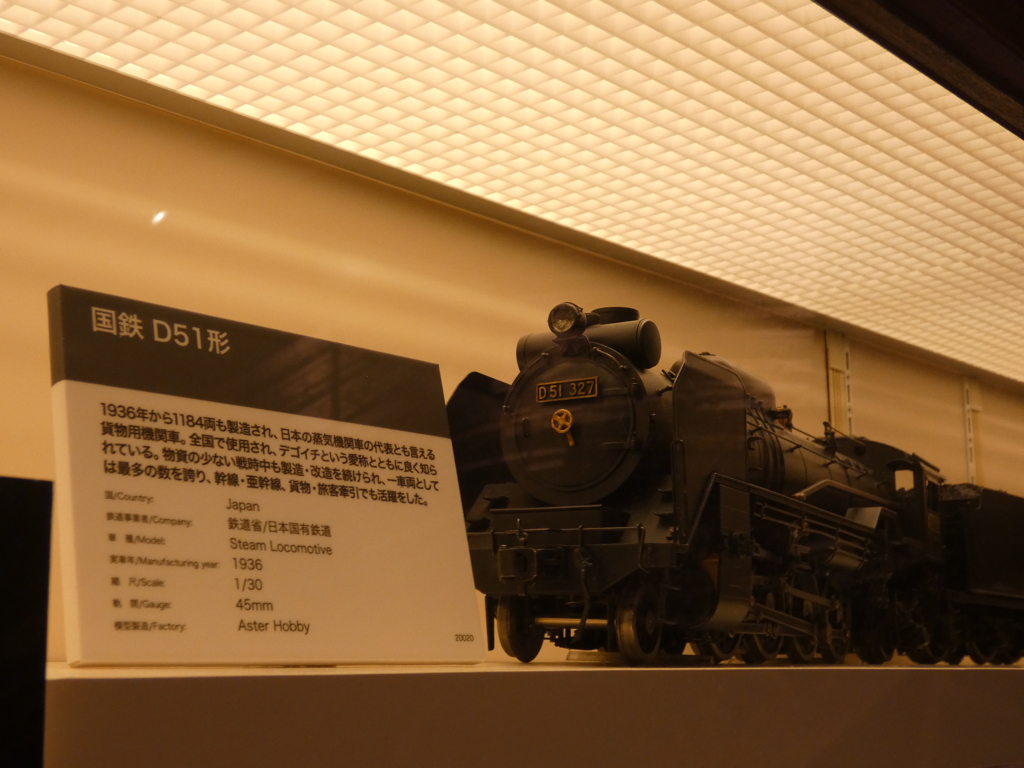 国鉄 D51形
1936年から1184両も製造され、日本の蒸気機関車の代表とも言える
貨物用機関車。全国で使用され、デゴイチという愛称とともに良く知ら
れている。物資の少ない戦時中も製造・改造を続けられ、一車両として
は最多の数を誇り、幹線・亜幹線、貨物・旅客牽引でも活躍をした。
国/Country: Japan
鉄道事業者/Company: 鉄道省/日本国有鉄道
車 種/Model: Steam Locomotive
実車年/Manufacturing year: 1936
縮 尺/Scale: 1/30
軌 間/Gauge: 45mm
模型製造/Factory: Aster Hobby
20020
D51 327